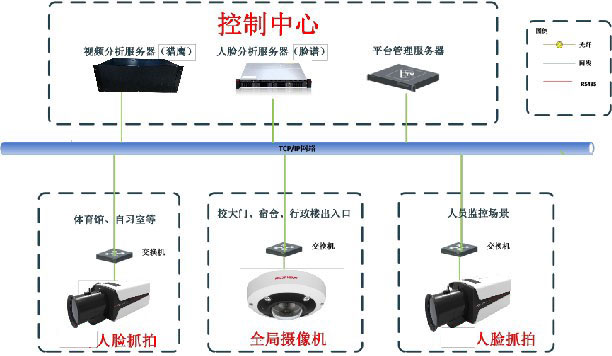 控制中心
视频分析服务器（猎鹰）
人脸分析服务器（脸谱）
平台管理服务器
图例
光纤
网线
RS485
TCP/IP网络
体育馆、自习室等
交换机
人脸抓拍
校大门、宿舍、行政楼出入口
交换机
全局摄像机
人员监控场景
交换机
人脸抓拍